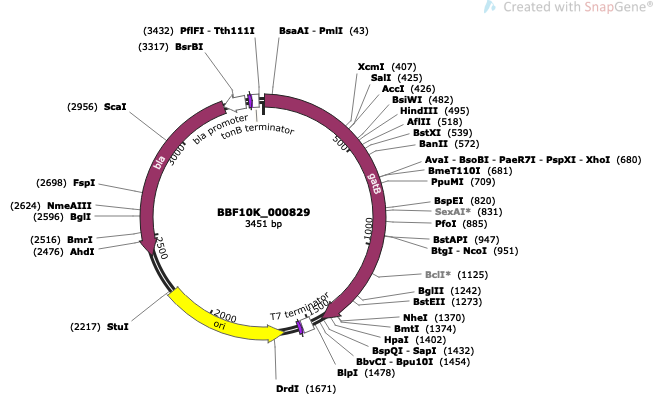 Created with SnapGene®
(3432) PflFI - Tth111I
BsaAI - PmlI (43)
(3317) BsrBI
XcmI (407)
SalI (425)
AccI (426)
BsiWI (482)
HindIII (495)
AflII (518)
BstXI (539)
BanII (572)
AvaI - BsoBI - PaeR7I - PspXI - XhoI (680)
BmeT110I (681)
PpuMI (709)
BspEI (820)
SexAI* (831)
PfoI (885)
BstAPI (947)
BtgI - NcoI (951)
BclI* (1125)
BglII (1242)
BstEII (1273)
NheI (1370)
BmtI (1374)
HpaI (1402)
BspQI - SapI (1432)
BbvCI - Bpu10I (1454)
BlpI (1478)
DrdI (1671)
(2956) ScaI
(2698) FspI
(2624) NmeAIII
(2596) BglI
(2516) BmrI
(2476) AhdI
(2217) StuI
bla promoter
tonB terminator
bla
gatB
ori
T7 terminator
500
1000
1500
2000
2500
3000
BBF10K_000829
3451 bp